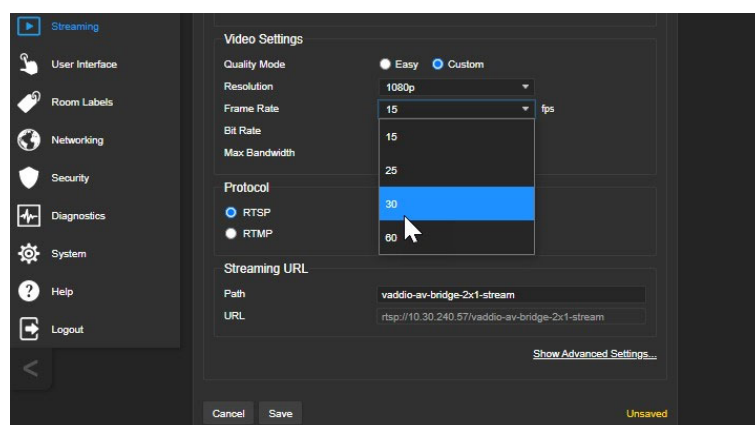 Streaming
User Interface
Room Labels
Networking
Security
Diagnostics
System
Help
Logout
<
Video Settings
Quality Mode Easy Custom
Resolution 1080p
Frame Rate 15 fps
Bit Rate
Max Bandwidth
15
25
30
60
Protocol
RTSP
RTMP
Streaming URL
Path vaddio-av-bridge-2x1-stream
URL rtsp://10.30.240.57/vaddio-av-bridge-2x1-stream
Show Advanced Settings...
Cancel Save Unsaved